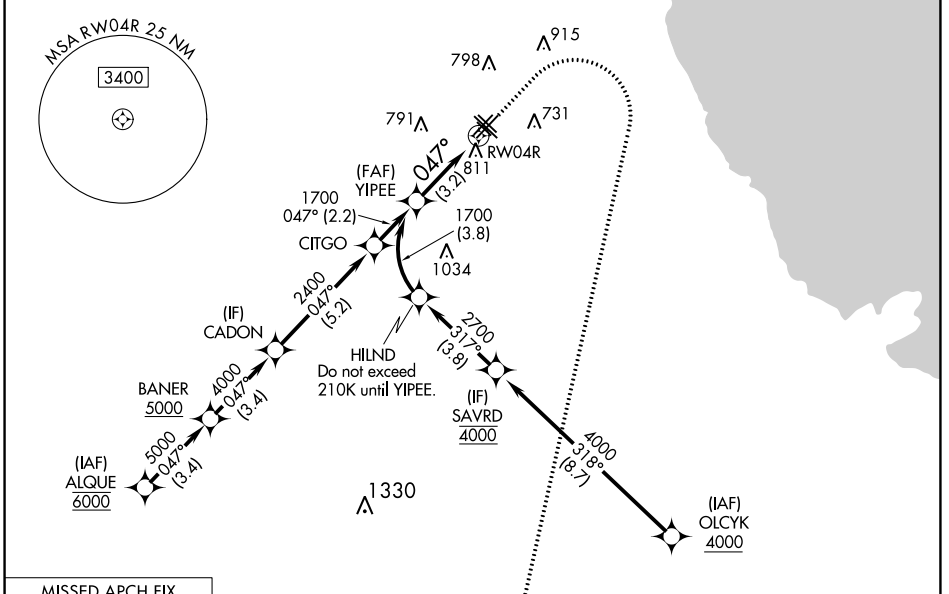 MSA RW04R 25 NM
3400
915
798
791
731
RW04R
811
047°
(3.2)
(FAF)
YIPEE
1700
047° (2.2)
1700
(3.8)
CITGO
1034
2400
047°
(5.2)
(IF)
CADON
HILND
Do not exceed
210K until YIPEE.
2700
317°
(3.8)
BANER
5000
4000
047°
(3.4)
(IF)
SAVRD
4000
5000
047°
(3.4)
(IAF)
ALQUE
6000
4000
318°
(8.7)
1330
(IAF)
OLCYK
4000
MISSED APCH FIX